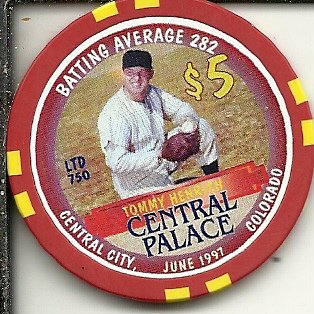 BATTING AVERAGE 282
$5
LTD
750
TOMMY HENRICH
CENTRAL
PALACE
CENTRAL CITY, JUNE 1997 COLORADO